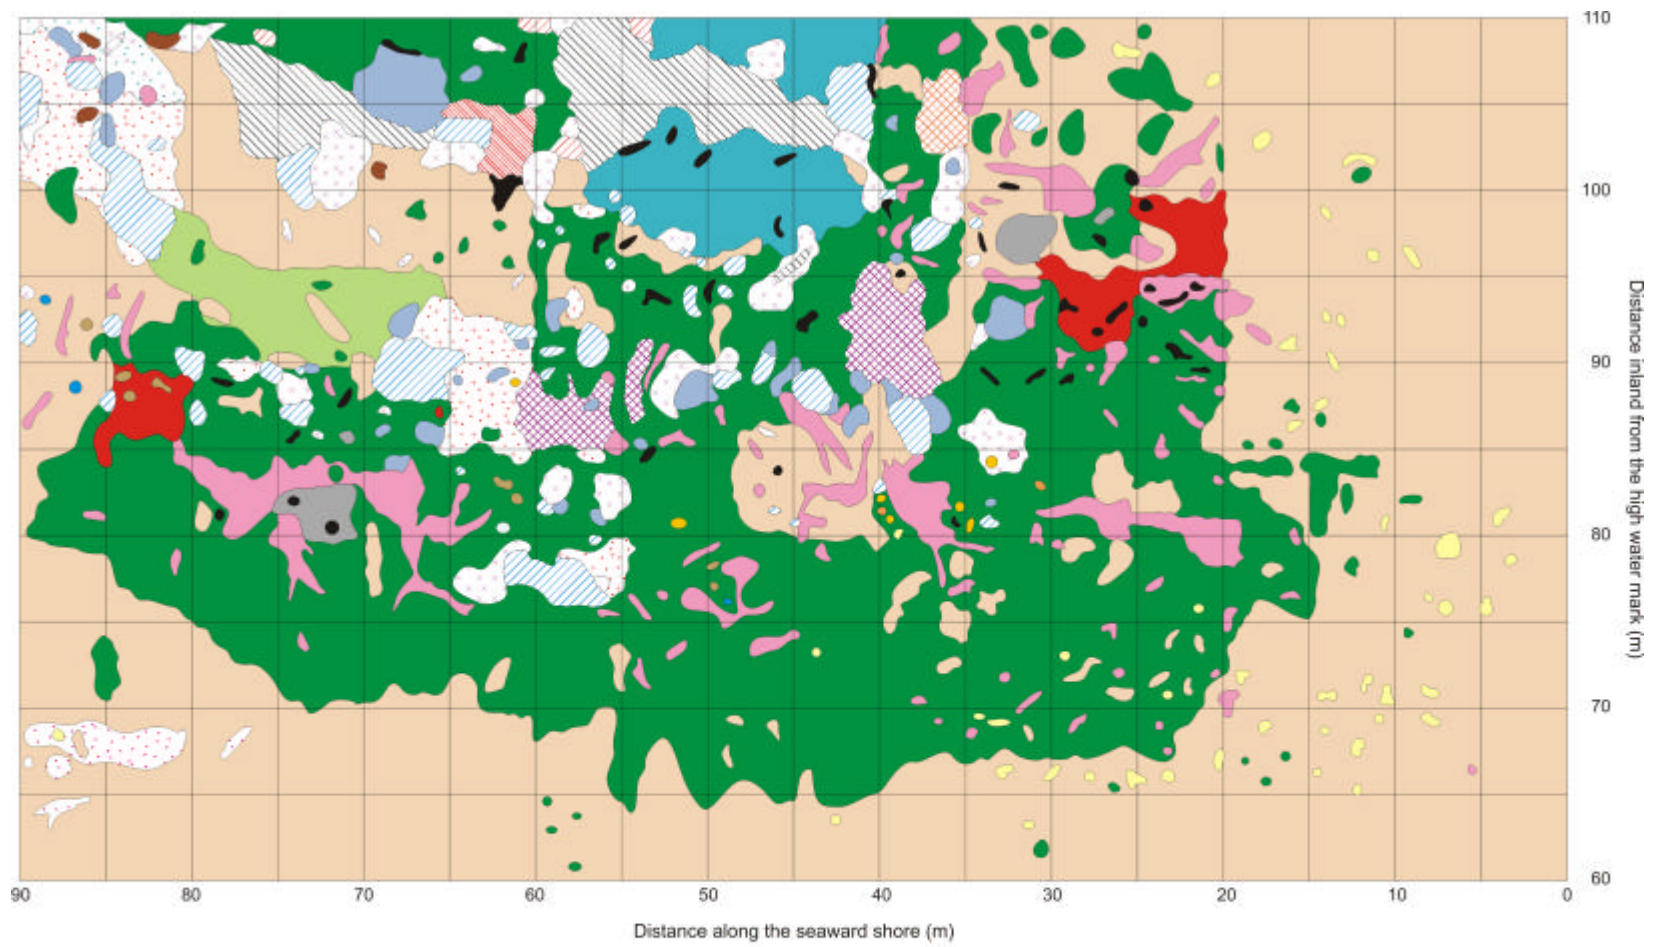 110
100
90
80
70
60
Distance inland from the high water mark (m)
90 80 70 60 50 40 30 20 10 0
Distance along the seaward shore (m)